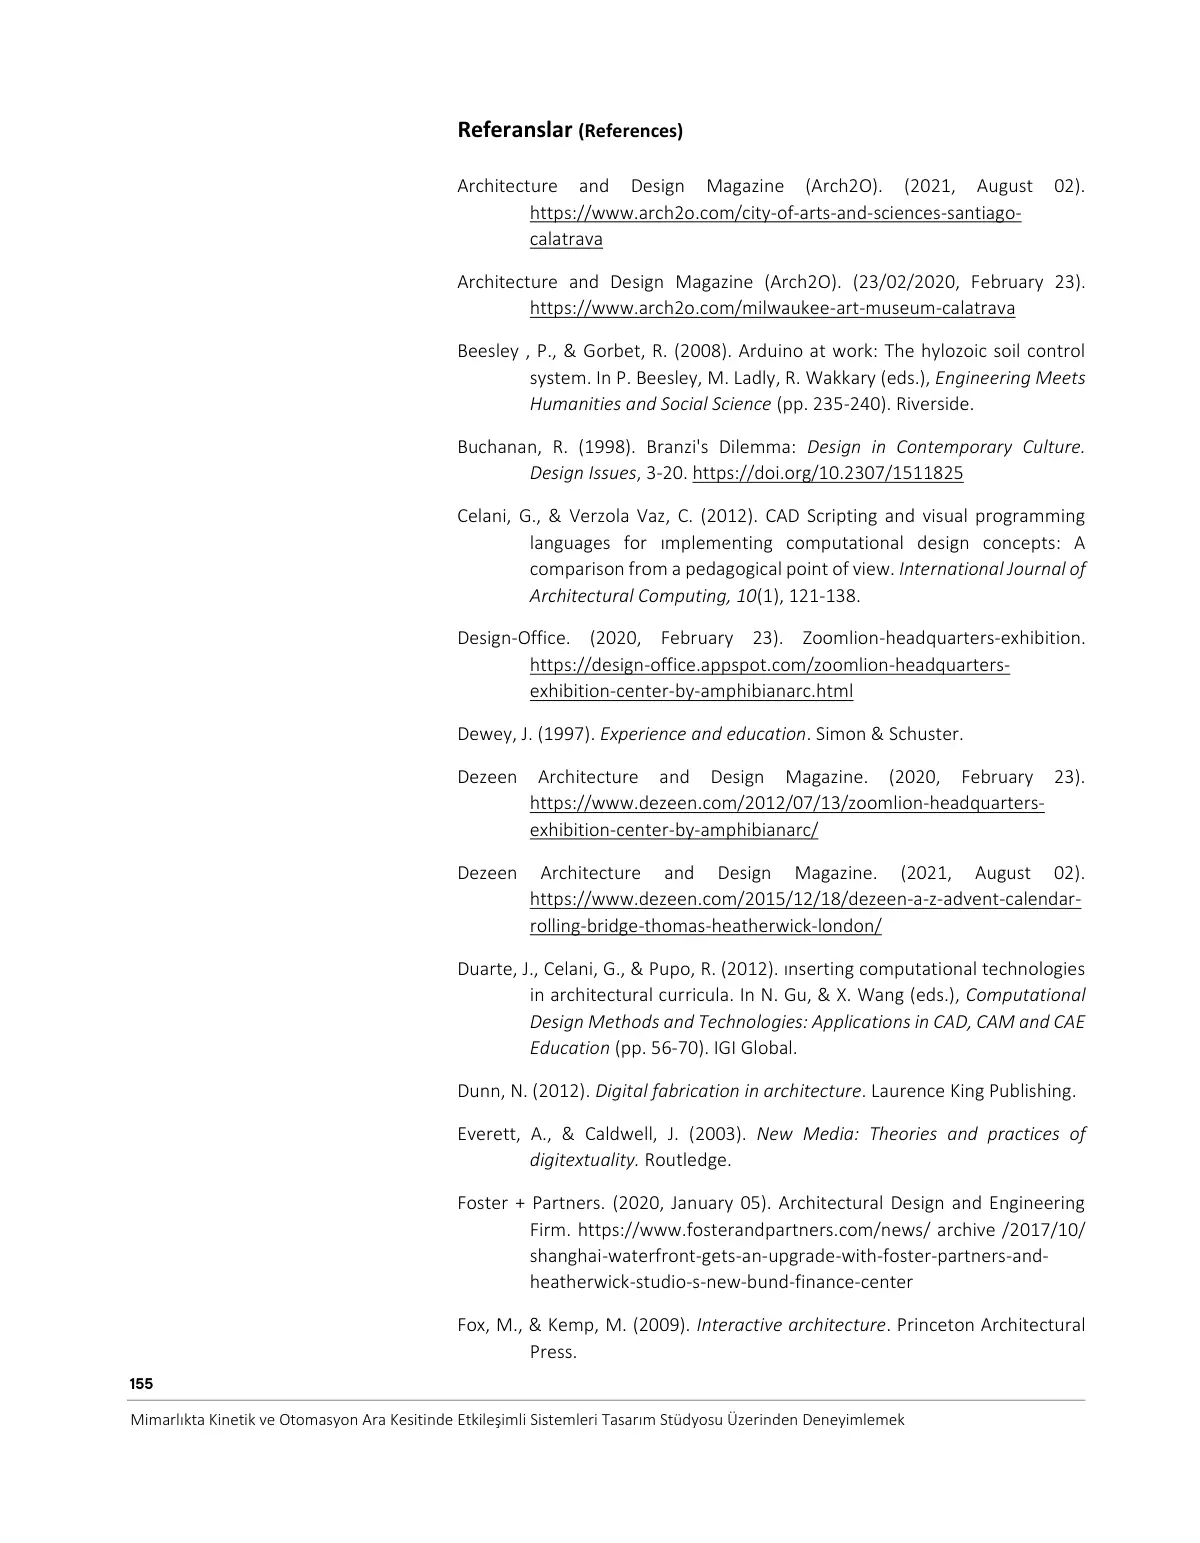 Referanslar (References)
Architecture and Design Magazine (Arch2O). (2021, August 02).
https://www.arch2o.com/city-of-arts-and-sciences-santiago-
calatrava
Architecture and Design Magazine (Arch2O). (23/02/2020, February 23).
https://www.arch2o.com/milwaukee-art-museum-calatrava
Beesley , P., & Gorbet, R. (2008). Arduino at work: The hylozoic soil control
system. In P. Beesley, M. Ladly, R. Wakkary (eds.), Engineering Meets
Humanities and Social Science (pp. 235-240). Riverside.
Buchanan, R. (1998). Branzi's Dilemma: Design in Contemporary Culture.
Design Issues, 3-20. https://doi.org/10.2307/1511825
Celani, G., & Verzola Vaz, C. (2012). CAD Scripting and visual programming
languages for ımplementing computational design concepts: A
comparison from a pedagogical point of view. International Journal of
Architectural Computing, 10(1), 121-138.
Design-Office. (2020, February 23). Zoomlion-headquarters-exhibition.
https://design-office.appspot.com/zoomlion-headquarters-
exhibition-center-by-amphibianarc.html
Dewey, J. (1997). Experience and education. Simon & Schuster.
Dezeen Architecture and Design Magazine. (2020, February 23).
https://www.dezeen.com/2012/07/13/zoomlion-headquarters-
exhibition-center-by-amphibianarc/
Dezeen Architecture and Design Magazine. (2021, August 02).
https://www.dezeen.com/2015/12/18/dezeen-a-z-advent-calendar-
rolling-bridge-thomas-heatherwick-london/
Duarte, J., Celani, G., & Pupo, R. (2012). ınserting computational technologies
in architectural curricula. In N. Gu, & X. Wang (eds.), Computational
Design Methods and Technologies: Applications in CAD, CAM and CAE
Education (pp. 56-70). IGI Global.
Dunn, N. (2012). Digital fabrication in architecture. Laurence King Publishing.
Everett, A., & Caldwell, J. (2003). New Media: Theories and practices of
digitextuality. Routledge.
Foster + Partners. (2020, January 05). Architectural Design and Engineering
Firm. https://www.fosterandpartners.com/news/ archive /2017/10/
shanghai-waterfront-gets-an-upgrade-with-foster-partners-and-
heatherwick-studio-s-new-bund-finance-center
Fox, M., & Kemp, M. (2009). Interactive architecture. Princeton Architectural
Press.
155
Mimarlıkta Kinetik ve Otomasyon Ara Kesitinde Etkileşimli Sistemleri Tasarım Stüdyosu Üzerinden Deneyimlemek